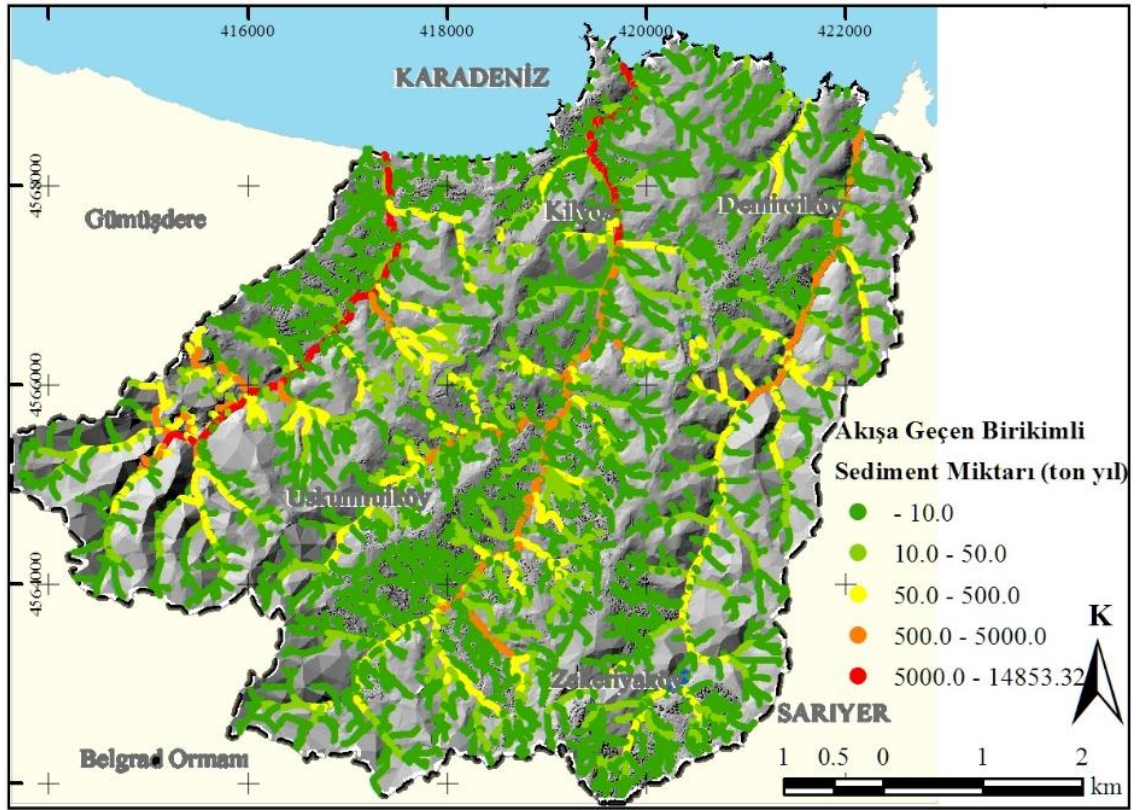 416000 418000 420000 422000
KARADENİZ
4568000
Gümüşdere
Kilyos
Demirciköy
4566000
Akışa Geçen Birikimli
Sediment Miktarı (ton yıl)
Uskumruköy
- 10.0
10.0 - 50.0
4564000
50.0 - 500.0
500.0 - 5000.0
K
5000.0 - 14853.32
Zekeriyaköy
SARIYER
Belgrad Ormanı
1 0.5 0 1 2
km